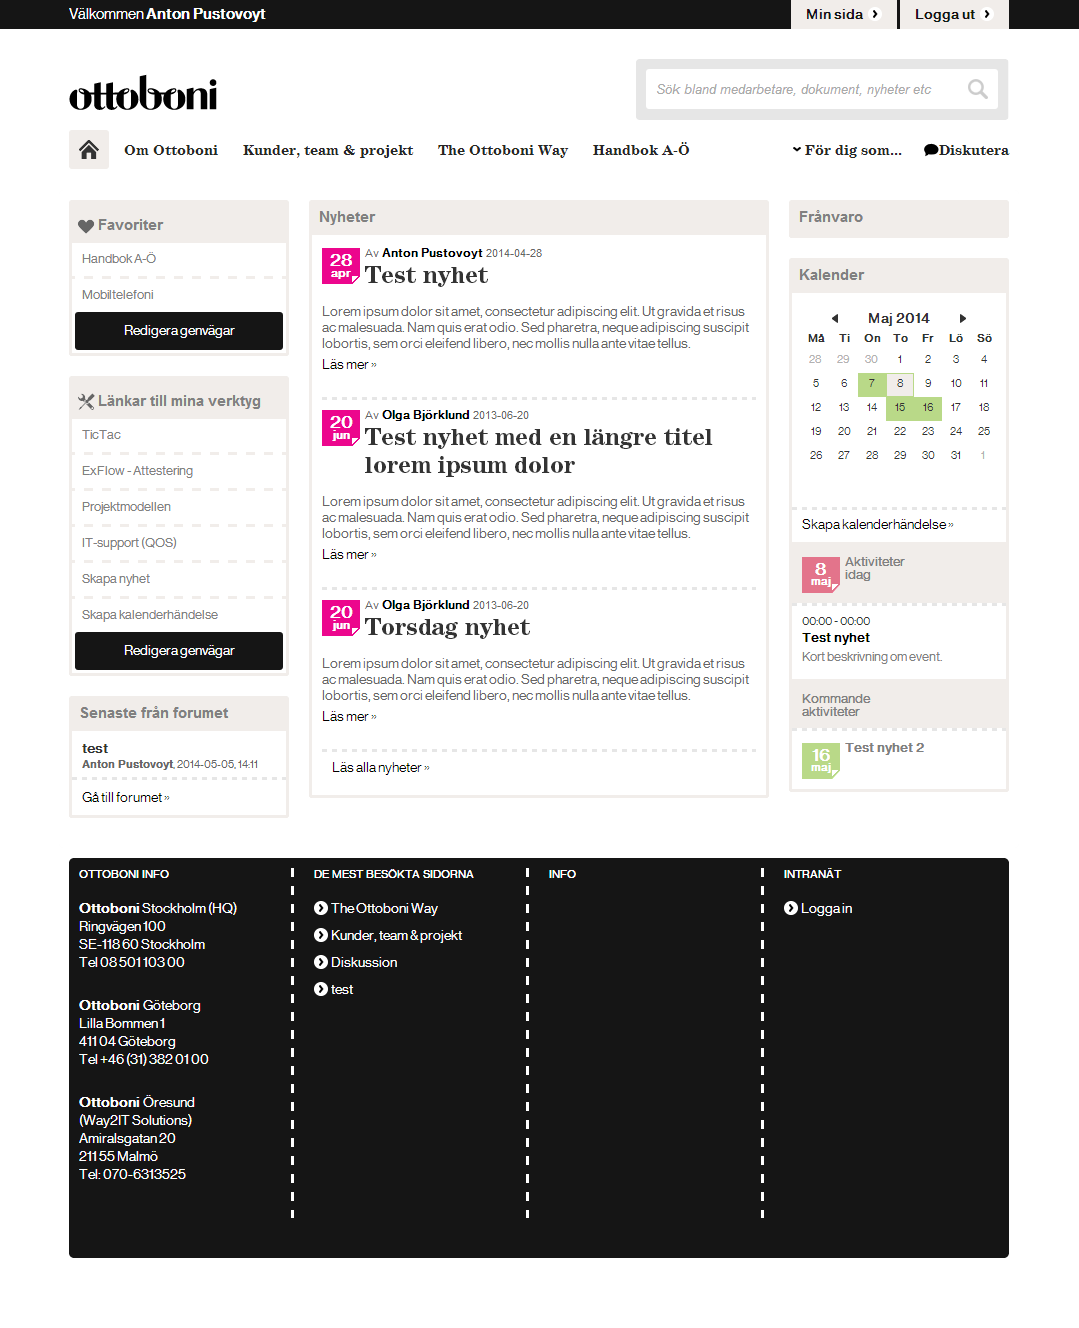 Välkommen Anton Pustovoyt
Min sida
Logga ut
ottoboni
Sök bland medarbetare, dokument, nyheter etc
Om Ottoboni
Kunder, team & projekt
The Ottoboni Way
Handbok A-Ö
För dig som...
Diskutera
Favoriter
Handbok A-Ö
Mobiltelefoni
Redigera genvägar
Länkar till mina verktyg
TicTac
ExFlow - Attestering
Projektmodellen
IT-support (QOS)
Skapa nyhet
Skapa kalenderhändelse
Redigera genvägar
Senaste från forumet
test
Anton Pustovoyt, 2014-05-05, 14:11
Gå till forumet »
Nyheter
28 apr
Av Anton Pustovoyt 2014-04-28
Test nyhet
Lorem ipsum dolor sit amet, consectetur adipiscing elit. Ut gravida et risus
ac malesuada. Nam quis erat odio. Sed pharetra, neque adipiscing suscipit
lobortis, sem orci eleifend libero, nec mollis nulla ante vitae tellus.
Läs mer »
20 jun
Av Olga Björklund 2013-06-20
Test nyhet med en längre titel
lorem ipsum dolor
Lorem ipsum dolor sit amet, consectetur adipiscing elit. Ut gravida et risus
ac malesuada. Nam quis erat odio. Sed pharetra, neque adipiscing suscipit
lobortis, sem orci eleifend libero, nec mollis nulla ante vitae tellus.
Läs mer »
20 jun
Av Olga Björklund 2013-06-20
Torsdag nyhet
Lorem ipsum dolor sit amet, consectetur adipiscing elit. Ut gravida et risus
ac malesuada. Nam quis erat odio. Sed pharetra, neque adipiscing suscipit
lobortis, sem orci eleifend libero, nec mollis nulla ante vitae tellus.
Läs mer »
Läs alla nyheter »
Frånvaro
Kalender
Maj 2014
Må Ti On To Fr Lö Sö
28 29 30 1 2 3 4
5 6 7 8 9 10 11
12 13 14 15 16 17 18
19 20 21 22 23 24 25
26 27 28 29 30 31 1
Skapa kalenderhändelse »
8 maj
Aktiviteter
idag
00:00 - 00:00
Test nyhet
Kort beskrivning om event.
Kommande
aktiviteter
16 maj
Test nyhet 2
OTTOBONI INFO
Ottoboni Stockholm (HQ)
Ringvägen 100
SE-118 60 Stockholm
Tel 08 501 103 00
Ottoboni Göteborg
Lilla Bommen 1
411 04 Göteborg
Tel +46 (31) 382 01 00
Ottoboni Öresund
(Way2IT Solutions)
Amiralsgatan 20
211 55 Malmö
Tel: 070-6313525
DE MEST BESÖKTA SIDORNA
The Ottoboni Way
Kunder, team & projekt
Diskussion
test
INFO
INTRANÄT
Logga in